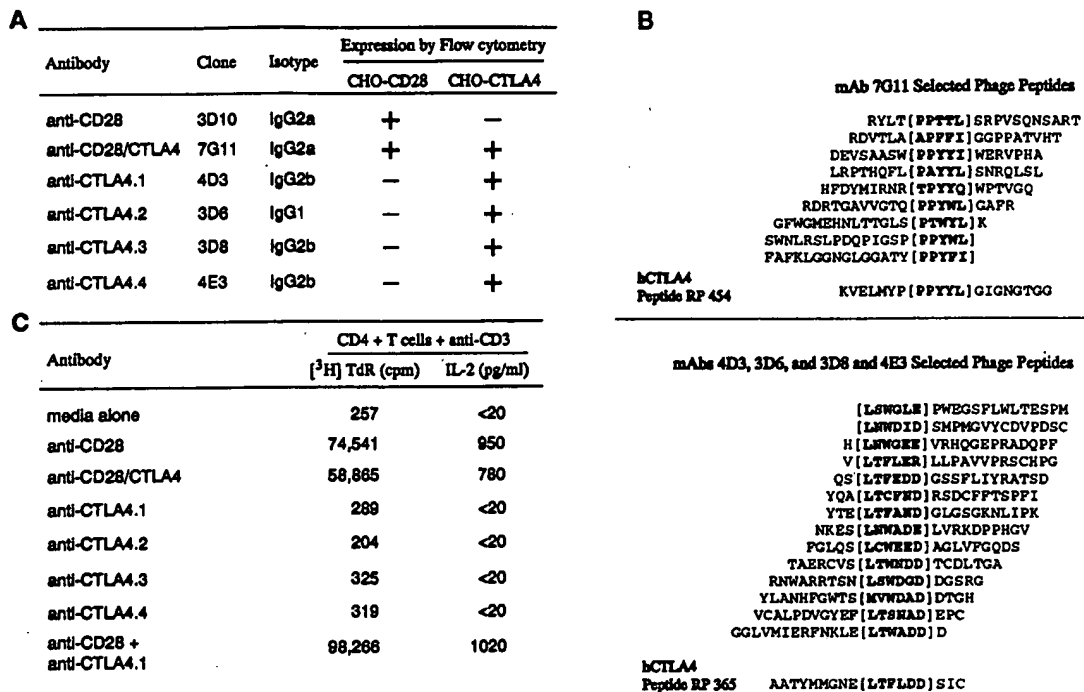 A
Expression by Flow cytometry
Antibody Clone Isotype CHO-CD28 CHO-CTLA4
anti-CD28 3D10 IgG2a + −
anti-CD28/CTLA4 7G11 IgG2a + +
anti-CTLA4.1 4D3 IgG2b − +
anti-CTLA4.2 3D6 IgG1 − +
anti-CTLA4.3 3D8 IgG2b − +
anti-CTLA4.4 4E3 IgG2b − +
C
CD4 + T cells + anti-CD3
Antibody [³H] TdR (cpm) IL-2 (pg/ml)
media alone 257 <20
anti-CD28 74,541 950
anti-CD28/CTLA4 58,865 780
anti-CTLA4.1 289 <20
anti-CTLA4.2 204 <20
anti-CTLA4.3 325 <20
anti-CTLA4.4 319 <20
anti-CD28 + 98,266 1020
anti-CTLA4.1
B
mAb 7G11 Selected Phage Peptides
RYLT[PPTTL]SRPVSQNSART
RDVTLA[APFFI]GGPPATVHT
DEVSAASW[PPYYI]WERVPHA
LRPTHQFL[PAYYL]SNRQLSL
HFDYMIRNR[TPYYQ]WPTVGQ
RDRTGAVVGTQ[PPYWL]GAFR
GFWGMEHNLTTGLS[PTWYL]K
SWNLRSLPDQPIGSP[PPYWL]
FAFKLGGNGLGGATY[PPYFI]
hCTLA4
Peptide RP 454 KVELMYP[PPYYL]GIGNGTGG
mAbs 4D3, 3D6, and 3D8 and 4E3 Selected Phage Peptides
[LSWGLE]PWEGSFLWLTESPM
[LNWDID]SMPMGVYCDVPDSC
H[LNWGEE]VRHQGEPRADQPF
V[LTFLER]LLPAVVPRSCHPG
QS[LTFEDD]GSSFLIYRATSD
YQA[LTCFND]RSDCFFTSPFI
YTE[LTFAND]GLGSGKNLIPK
NKES[LNWADE]LVRKDPPHGV
FGLQS[LCWEED]AGLVFGQDS
TAERCVS[LTWNDD]TCDLTGA
RNWARRTSN[LSWDGD]DGSRG
YLANHFGWTS[MVWDAD]DTGH
VCALPDVGYEF[LTSNAD]EPC
GGLVMIERFNKLE[LTWADD]D
hCTLA4
Peptide RP 365 AATYMMGNE[LTFLDD]SIC